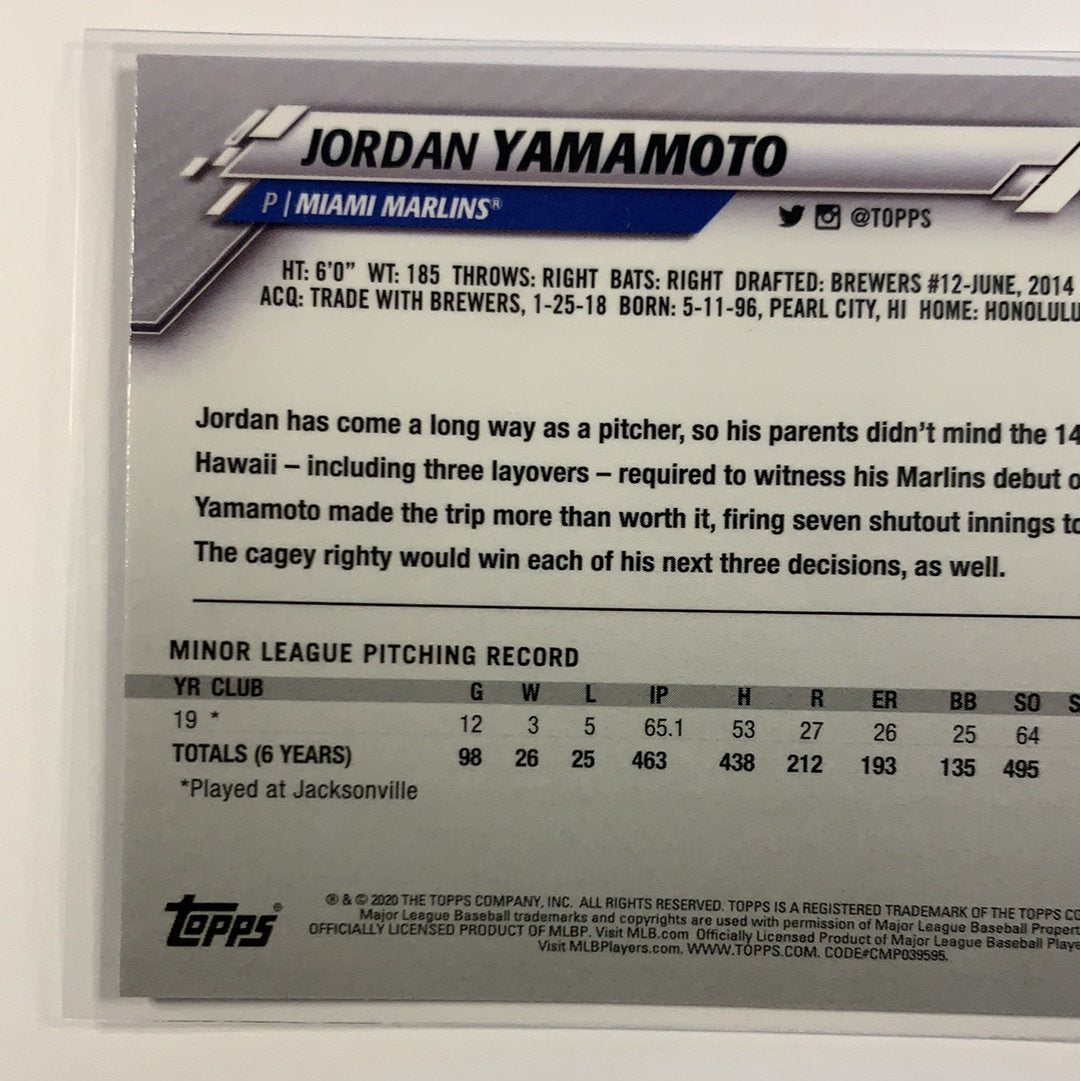 JORDAN YAMAMOTO
P | MIAMI MARLINS®
@TOPPS
HT: 6'0" WT: 185 THROWS: RIGHT BATS: RIGHT DRAFTED: BREWERS #12-JUNE, 2014
ACQ: TRADE WITH BREWERS, 1-25-18 BORN: 5-11-96, PEARL CITY, HI HOME: HONOLULU
Jordan has come a long way as a pitcher, so his parents didn't mind the 14
Hawaii – including three layovers – required to witness his Marlins debut
Yamamoto made the trip more than worth it, firing seven shutout innings
The cagey righty would win each of his next three decisions, as well.
MINOR LEAGUE PITCHING RECORD
YR CLUB G W L IP H R ER BB SO S
19 * 12 3 5 65.1 53 27 26 25 64
TOTALS (6 YEARS) 98 26 25 463 438 212 193 135 495
*Played at Jacksonville
topps®
® & © 2020 THE TOPPS COMPANY, INC. ALL RIGHTS RESERVED. TOPPS IS A REGISTERED TRADEMARK OF THE TOPPS CO
Major League Baseball trademarks and copyrights are used with permission of Major League Baseball Propert
OFFICIALLY LICENSED PRODUCT OF MLBP. Visit MLB.com Officially Licensed Product of Major League Baseball Playe
Visit MLBPlayers.com. WWW.TOPPS.COM. CODE#CMP039595.